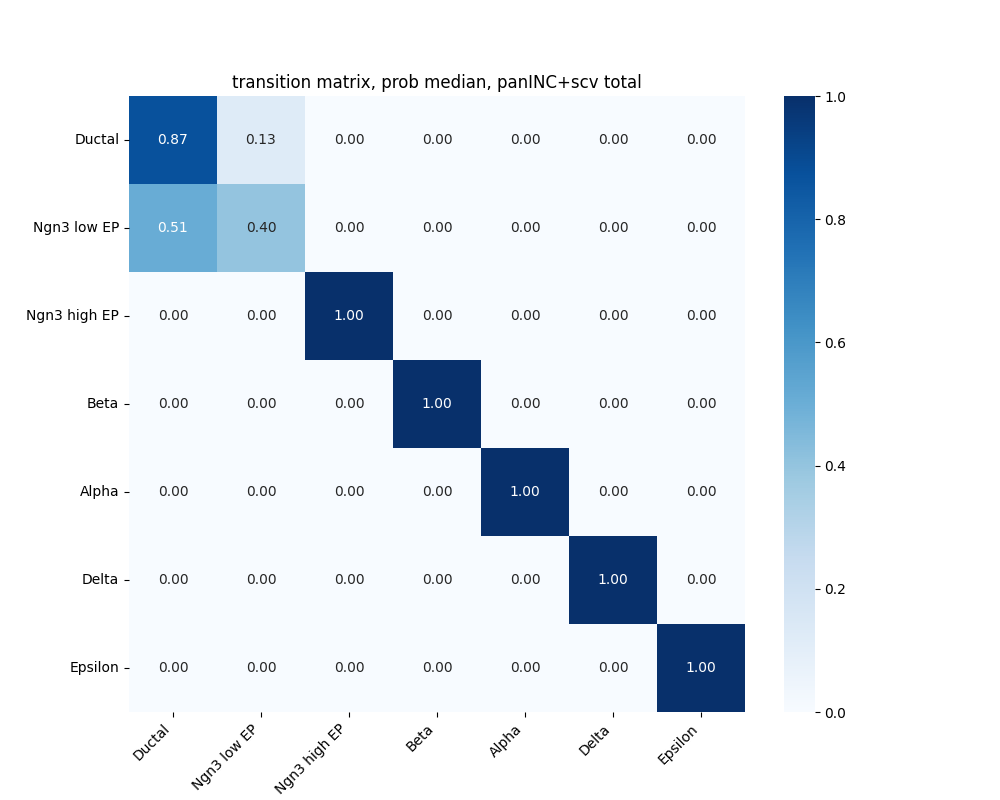 transition matrix, prob median, panINC+scv total
Ductal 0.87 0.13 0.00 0.00 0.00 0.00 0.00
Ngn3 low EP 0.51 0.40 0.00 0.00 0.00 0.00 0.00
Ngn3 high EP 0.00 0.00 1.00 0.00 0.00 0.00 0.00
Beta 0.00 0.00 0.00 1.00 0.00 0.00 0.00
Alpha 0.00 0.00 0.00 0.00 1.00 0.00 0.00
Delta 0.00 0.00 0.00 0.00 0.00 1.00 0.00
Epsilon 0.00 0.00 0.00 0.00 0.00 0.00 1.00
Ductal Ngn3 low EP Ngn3 high EP Beta Alpha Delta Epsilon
1.0
0.8
0.6
0.4
0.2
0.0